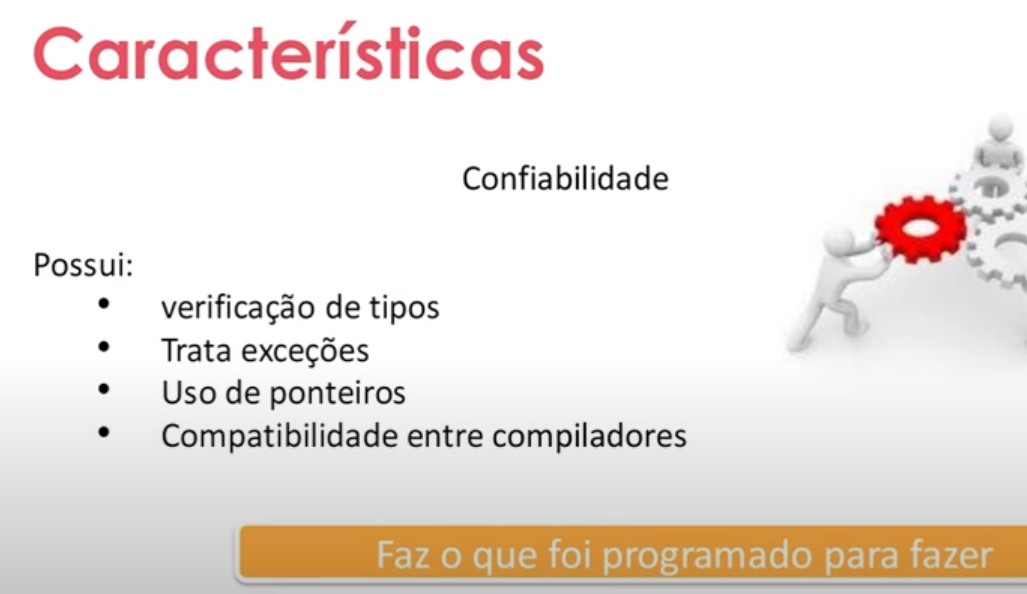 Características
Confiabilidade
Possui:
• verificação de tipos
• Trata exceções
• Uso de ponteiros
• Compatibilidade entre compiladores
Faz o que foi programado para fazer